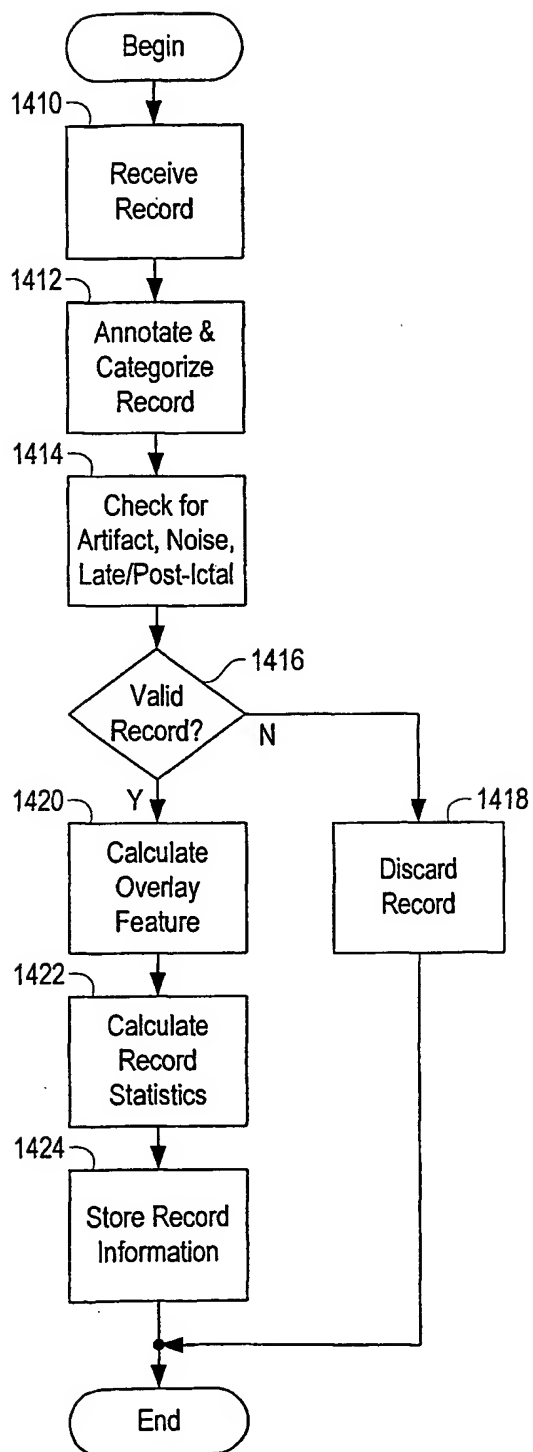 Begin
1410
Receive
Record
1412
Annotate &
Categorize
Record
1414
Check for
Artifact, Noise,
Late/Post-Ictal
1416
Valid
Record?
N
Y
1420
Calculate
Overlay
Feature
1418
Discard
Record
1422
Calculate
Record
Statistics
1424
Store Record
Information
End